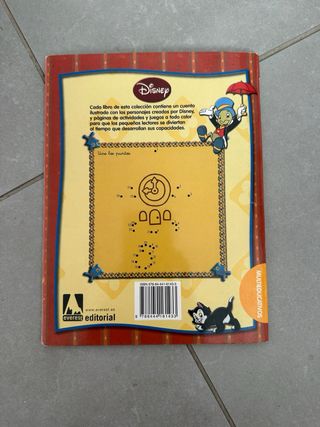 Disney
Cada libro de esta colección contiene un cuento
ilustrado con los personajes creados por Disney,
y páginas de actividades y juegos a todo color
para que los pequeños lectores se diviertan
al tiempo que desarrollan sus capacidades.
Une los puntos
www.everest.es
everest
editorial
MULTIEDUCATIVOS